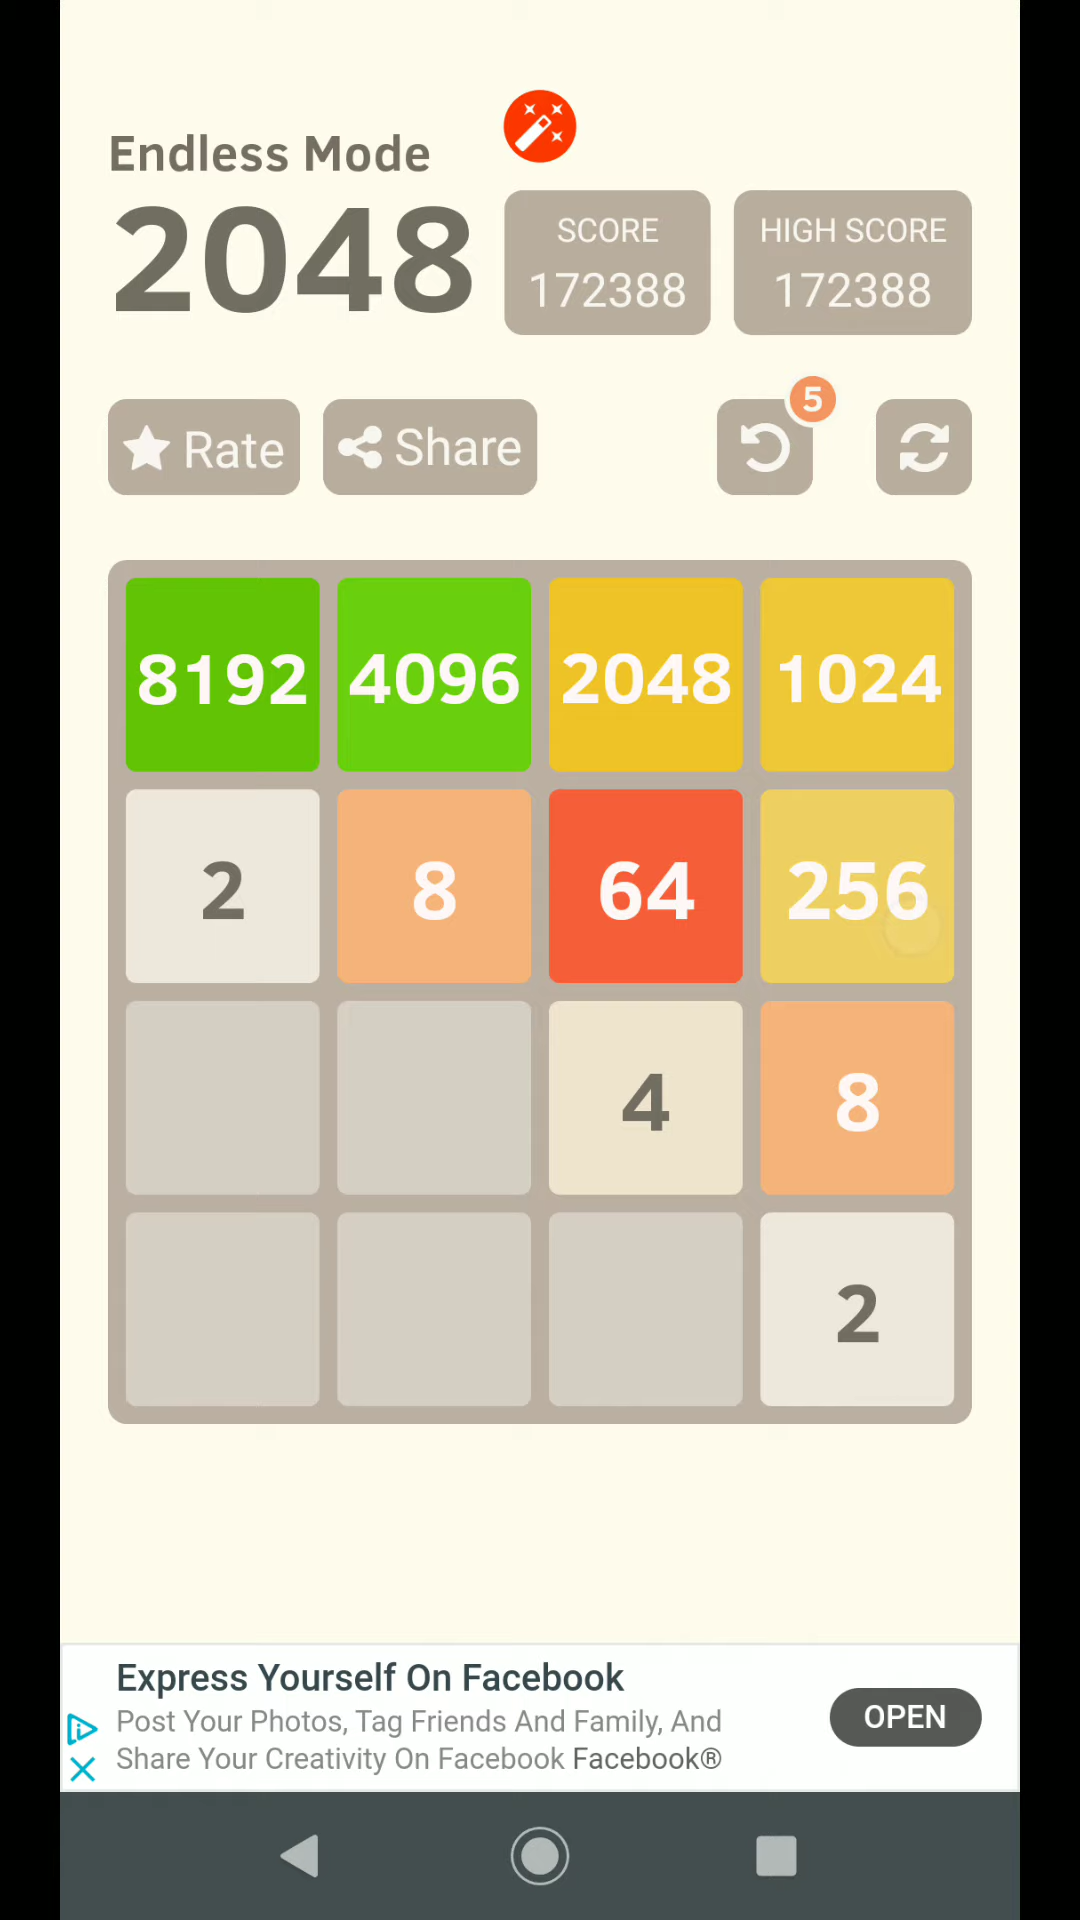 Endless Mode
2048
SCORE
172388
HIGH SCORE
172388
Rate
Share
5
8192 4096 2048 1024
2 8 64 256
4 8
2
Express Yourself On Facebook
Post Your Photos, Tag Friends And Family, And
Share Your Creativity On Facebook Facebook®
OPEN